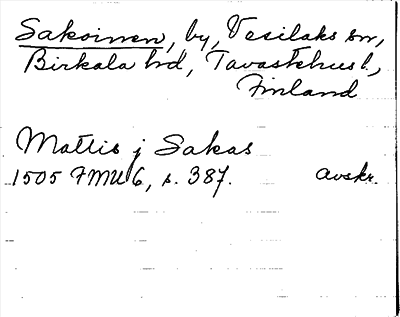 Sakoinen, by, Vesilaks sn,
Birkala hd, Tavastehus l.,
Finland
Mattis j Sakas
1505 FMU 6, s. 387. Avskr.